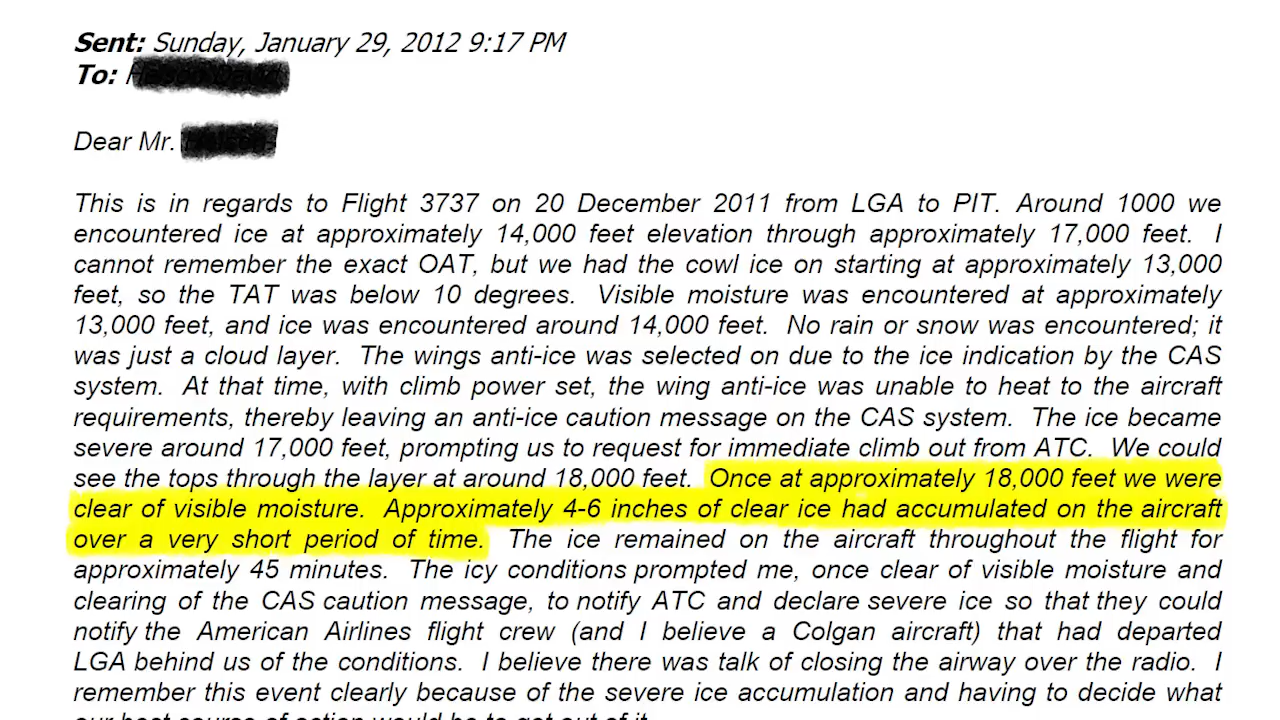 Sent: Sunday, January 29, 2012 9:17 PM
To:
Dear Mr.
This is in regards to Flight 3737 on 20 December 2011 from LGA to PIT. Around 1000 we
encountered ice at approximately 14,000 feet elevation through approximately 17,000 feet. I
cannot remember the exact OAT, but we had the cowl ice on starting at approximately 13,000
feet, so the TAT was below 10 degrees. Visible moisture was encountered at approximately
13,000 feet, and ice was encountered around 14,000 feet. No rain or snow was encountered; it
was just a cloud layer. The wings anti-ice was selected on due to the ice indication by the CAS
system. At that time, with climb power set, the wing anti-ice was unable to heat to the aircraft
requirements, thereby leaving an anti-ice caution message on the CAS system. The ice became
severe around 17,000 feet, prompting us to request for immediate climb out from ATC. We could
see the tops through the layer at around 18,000 feet. Once at approximately 18,000 feet we were
clear of visible moisture. Approximately 4-6 inches of clear ice had accumulated on the aircraft
over a very short period of time. The ice remained on the aircraft throughout the flight for
approximately 45 minutes. The icy conditions prompted me, once clear of visible moisture and
clearing of the CAS caution message, to notify ATC and declare severe ice so that they could
notify the American Airlines flight crew (and I believe a Colgan aircraft) that had departed
LGA behind us of the conditions. I believe there was talk of closing the airway over the radio. I
remember this event clearly because of the severe ice accumulation and having to decide what
our best course of action would be to get out of it.